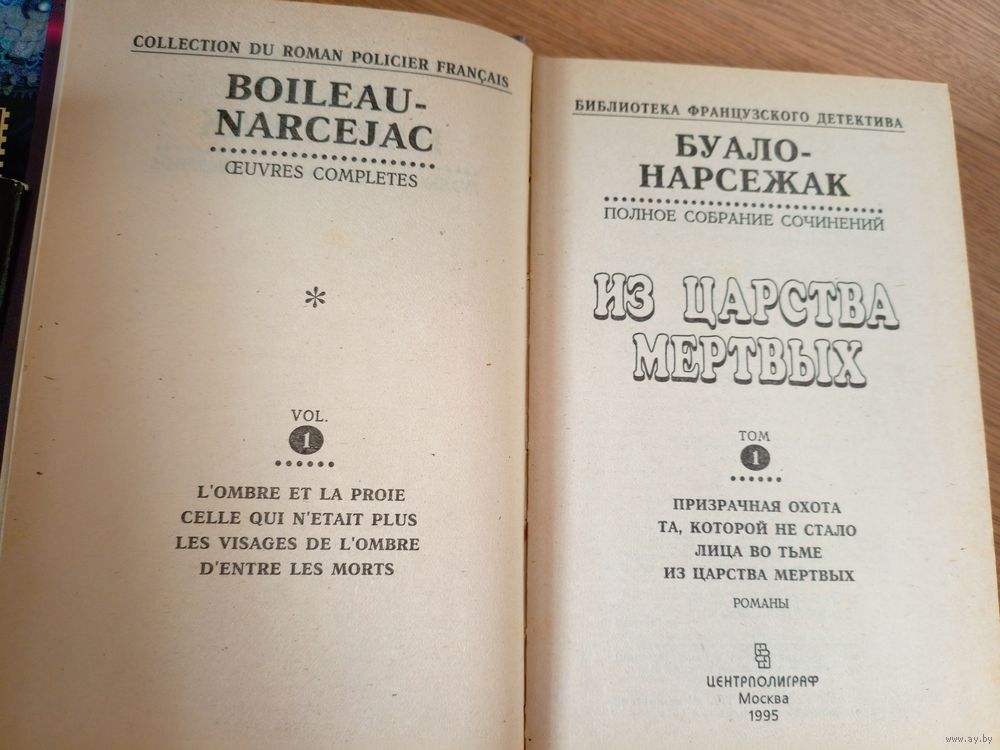 COLLECTION DU ROMAN POLICIER FRANÇAIS
BOILEAU-
NARCEJAC
ŒUVRES COMPLETES
*
VOL.
1
L'OMBRE ET LA PROIE
CELLE QUI N'ETAIT PLUS
LES VISAGES DE L'OMBRE
D'ENTRE LES MORTS
БИБЛИОТЕКА ФРАНЦУЗСКОГО ДЕТЕКТИВА
БУАЛО-
НАРСЕЖАК
ПОЛНОЕ СОБРАНИЕ СОЧИНЕНИЙ
ИЗ ЦАРСТВА
МЕРТВЫХ
ТОМ
1
ПРИЗРАЧНАЯ ОХОТА
ТА, КОТОРОЙ НЕ СТАЛО
ЛИЦА ВО ТЬМЕ
ИЗ ЦАРСТВА МЕРТВЫХ
РОМАНЫ
ЦЕНТРПОЛИГРАФ
Москва
1995
www.ay.by